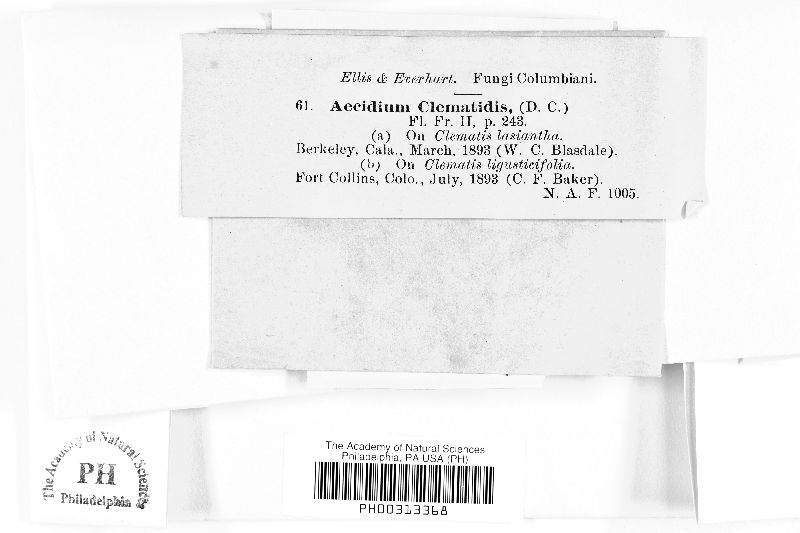 Ellis & Everhart. Fungi Columbiani.
61. Aecidium Clematidis, (D. C.)
Fl. Fr. II, p. 243.
(a) On Clematis lasiantha.
Berkeley, Cala., March, 1893 (W. C. Blasdale).
(b) On Clematis ligusticifolia.
Fort Collins, Colo., July, 1893 (C. F. Baker).
N. A. F. 1005.
The Academy of Natural Sciences
PH
Philadelphia
The Academy of Natural Sciences
Philadelphia, PA USA (PH)
PH00313368